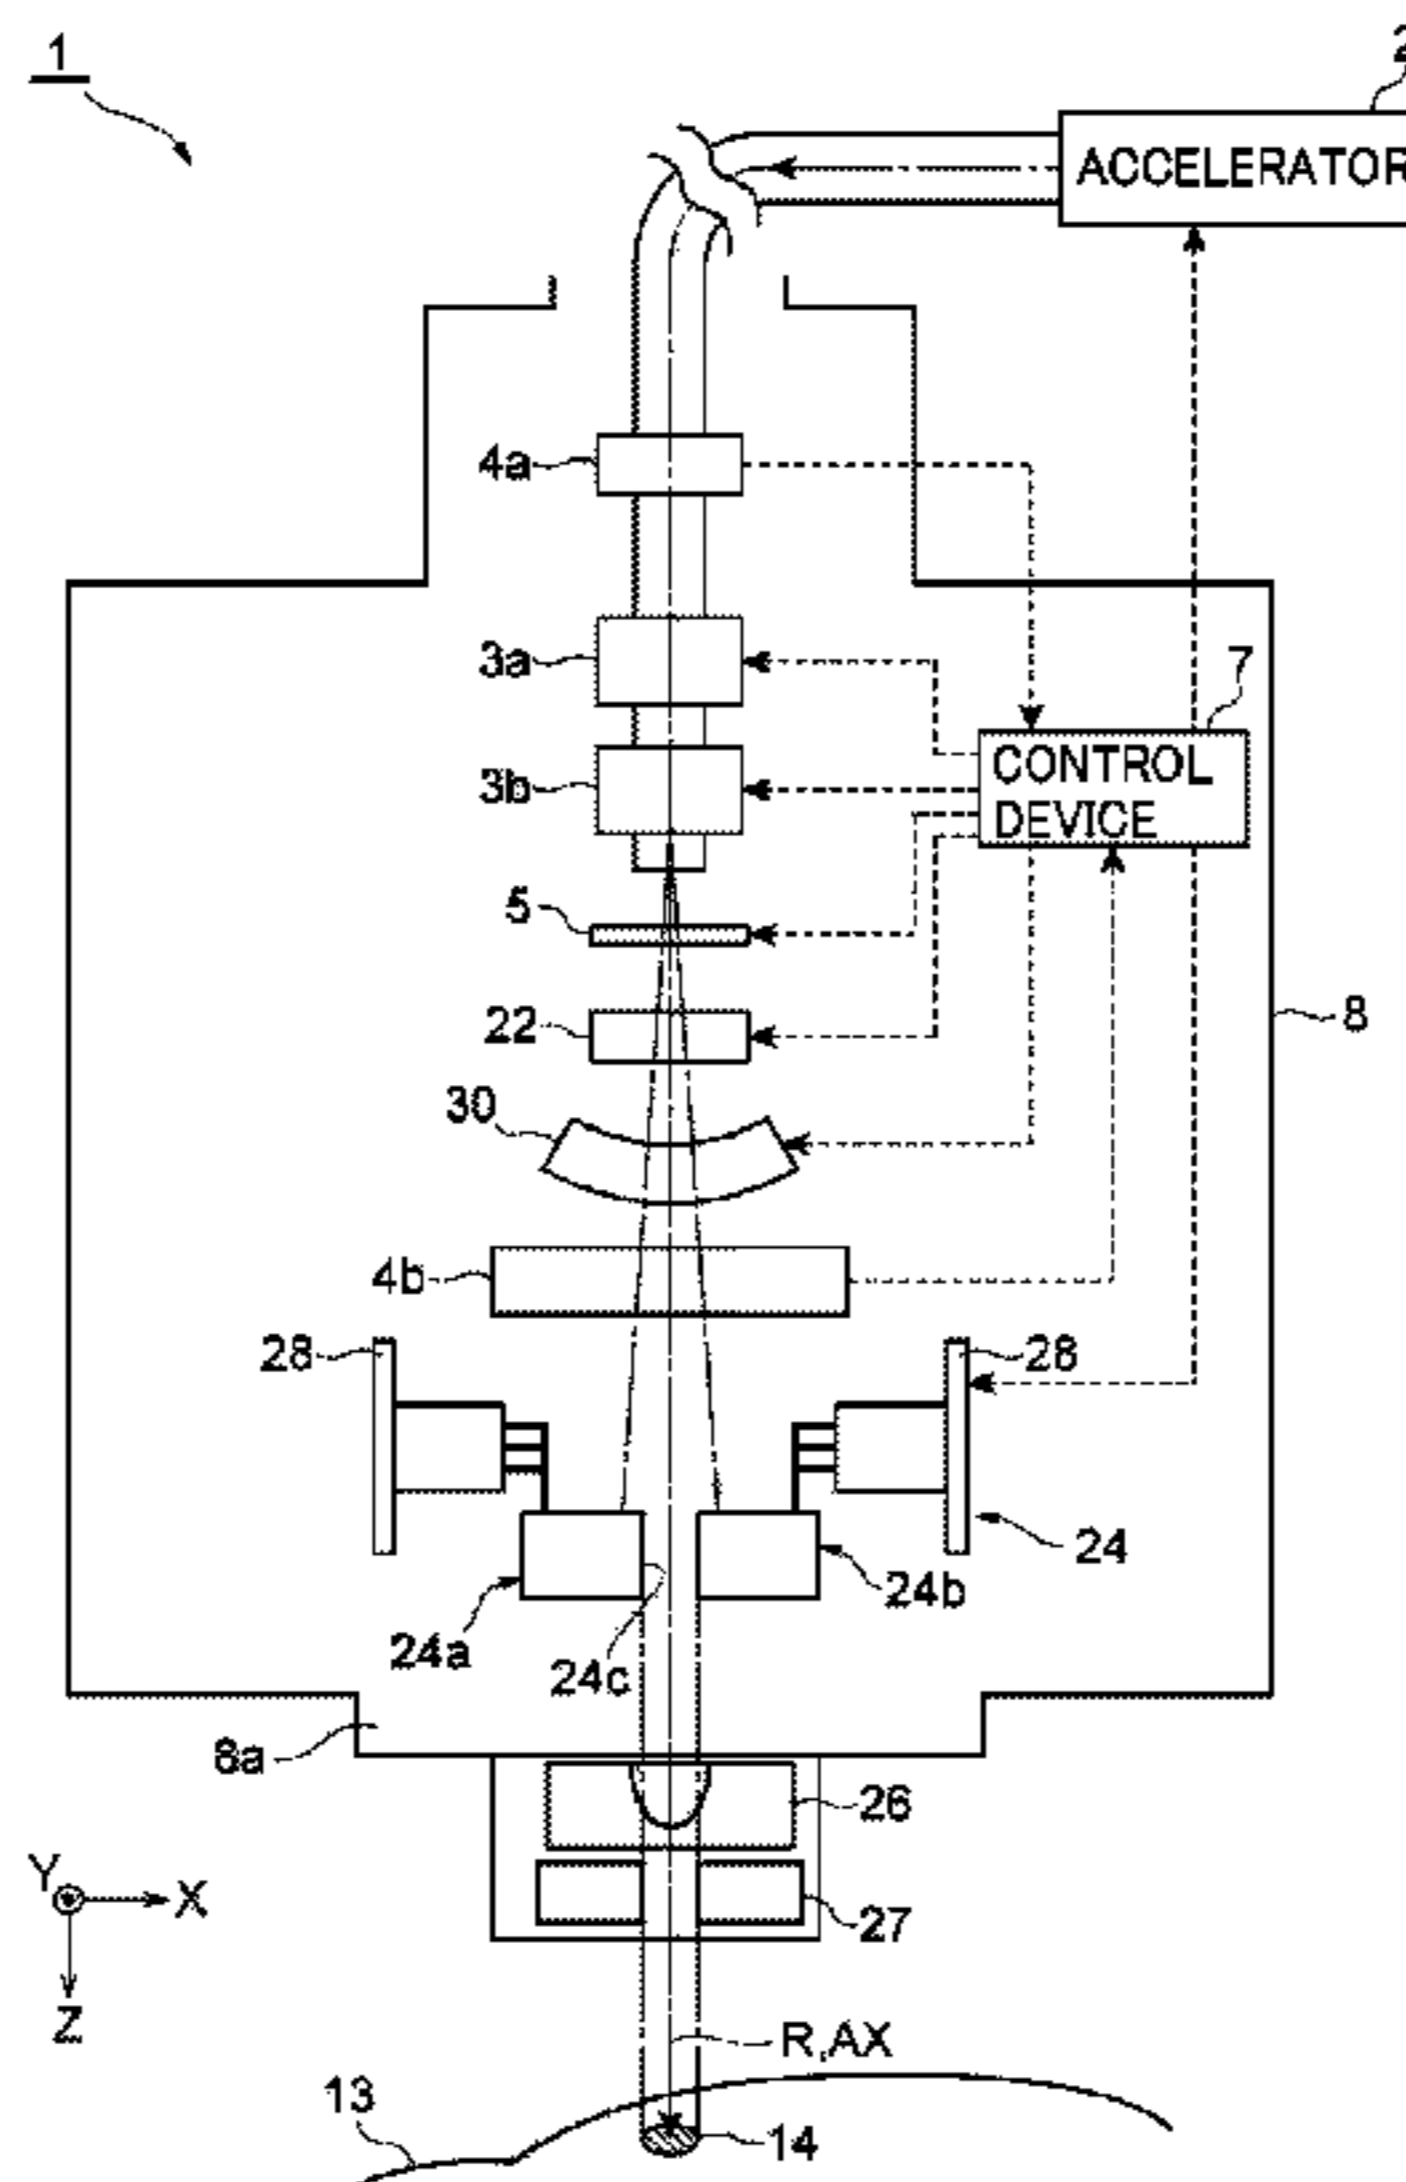 1
2
ACCELERATOR
4a
3a
7
CONTROL
DEVICE
3b
5
22
8
30
4b
28
28
24
24b
24a
24c
8a
26
Y
X
27
Z
R,AX
13
14